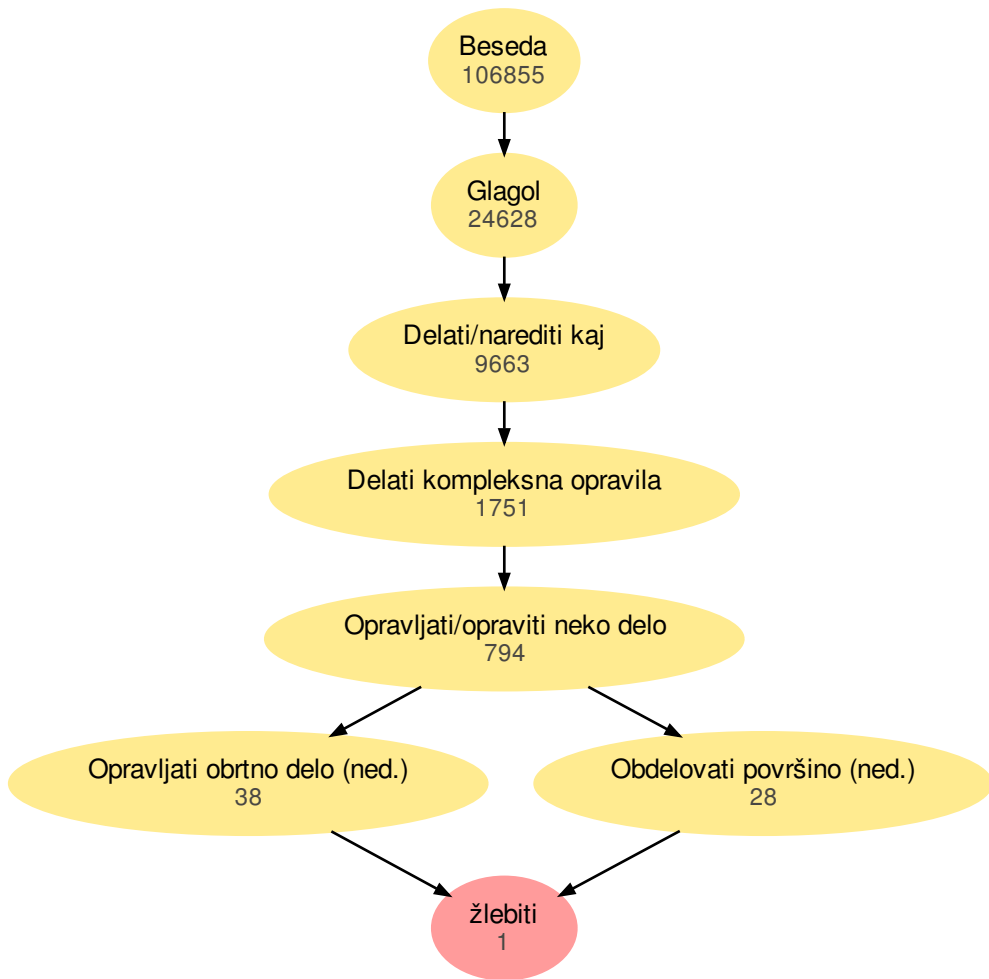 Beseda
106855
Glagol
24628
Delati/narediti kaj
9663
Delati kompleksna opravila
1751
Opravljati/opraviti neko delo
794
Opravljati obrtno delo (ned.)
38
Obdelovati površino (ned.)
28
žlebiti
1